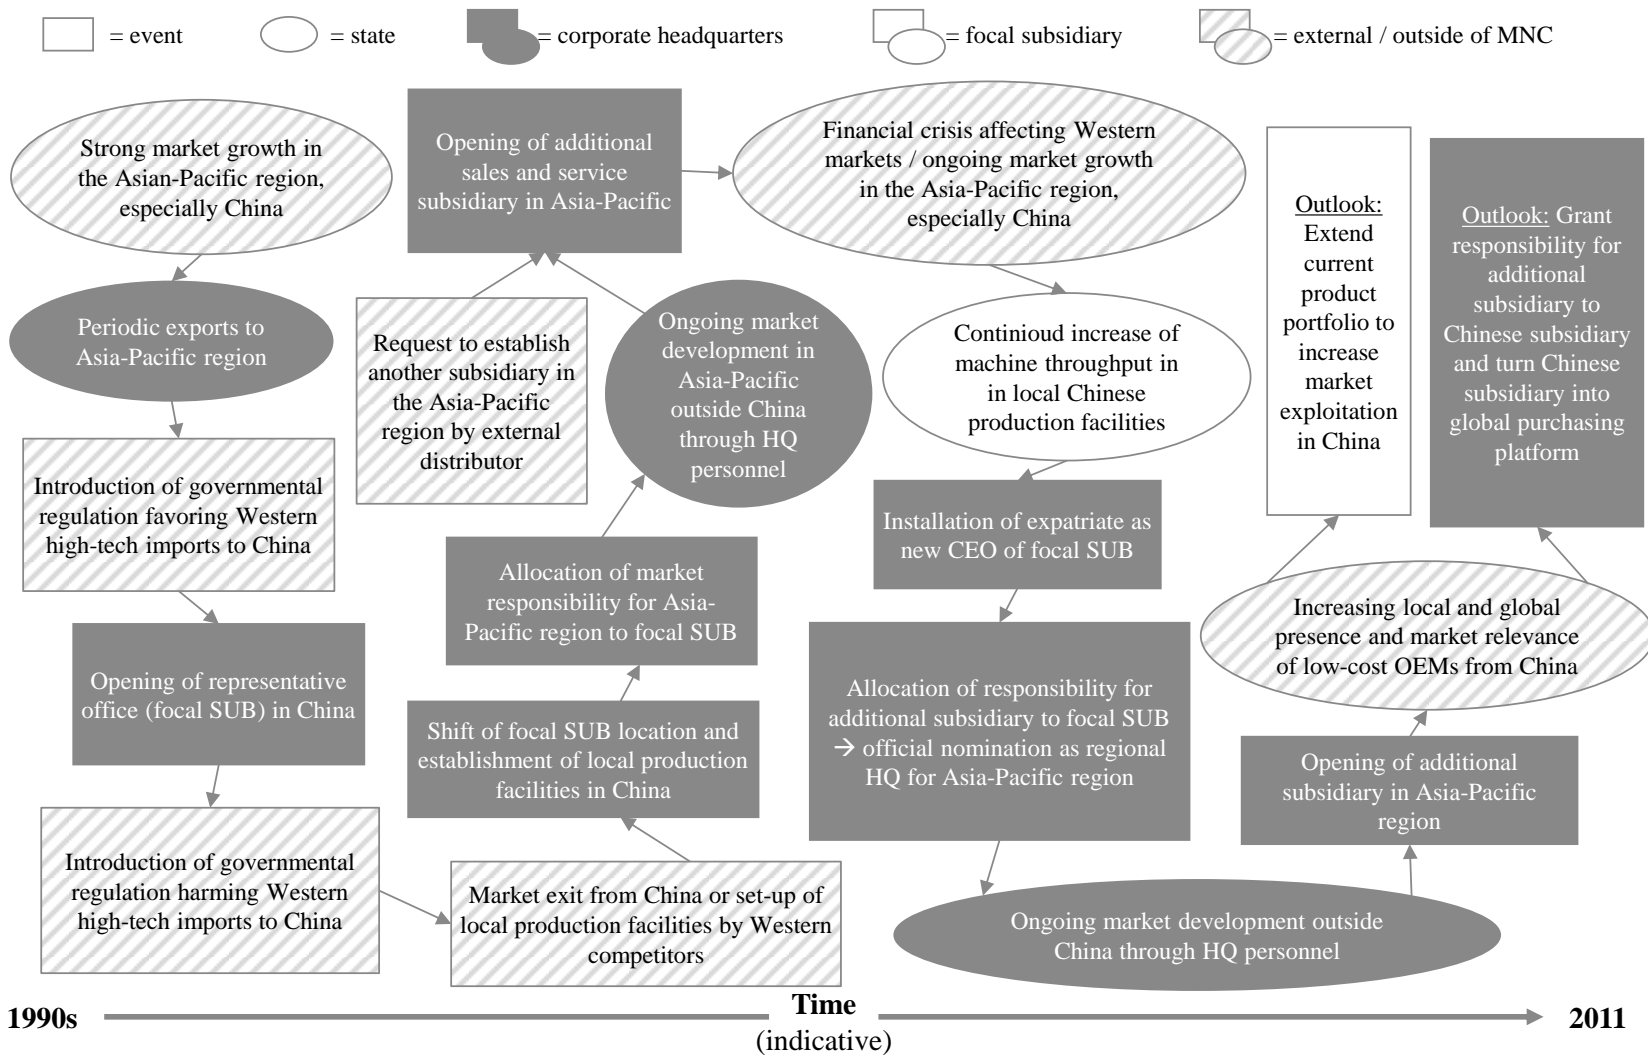 = event
= state
= corporate headquarters
= focal subsidiary
= external / outside of MNC
Strong market growth in
the Asian-Pacific region,
especially China
Periodic exports to
Asia-Pacific region
Introduction of governmental
regulation favoring Western
high-tech imports to China
Opening of representative
office (focal SUB) in China
Introduction of governmental
regulation harming Western
high-tech imports to China
Market exit from China or set-up of
local production facilities by Western
competitors
Shift of focal SUB location and
establishment of local production
facilities in China
Allocation of market
responsibility for Asia-
Pacific region to focal SUB
Ongoing market
development in
Asia-Pacific
outside China
through HQ
personnel
Request to establish
another subsidiary in
the Asia-Pacific
region by external
distributor
Opening of additional
sales and service
subsidiary in Asia-Pacific
Financial crisis affecting Western
markets / ongoing market growth
in the Asia-Pacific region,
especially China
Continioud increase of
machine throughput in
in local Chinese
production facilities
Installation of expatriate as
new CEO of focal SUB
Allocation of responsibility for
additional subsidiary to focal SUB
→ official nomination as regional
HQ for Asia-Pacific region
Ongoing market development outside
China through HQ personnel
Opening of additional
subsidiary in Asia-Pacific
region
Increasing local and global
presence and market relevance
of low-cost OEMs from China
Outlook:
Extend
current
product
portfolio to
increase
market
exploitation
in China
Outlook: Grant
responsibility for
additional
subsidiary to
Chinese subsidiary
and turn Chinese
subsidiary into
global purchasing
platform
1990s
Time
(indicative)
2011